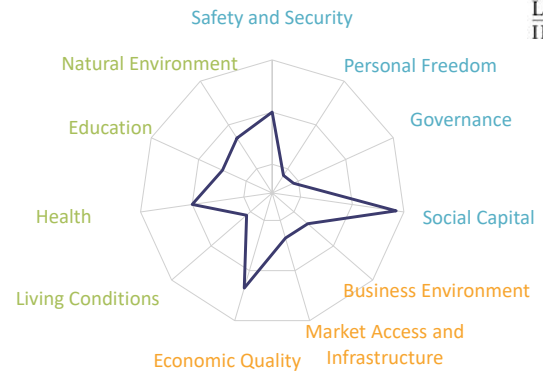 Safety and Security
Natural Environment
Personal Freedom
Education
Governance
Health
Social Capital
Living Conditions
Business Environment
Market Access and
Infrastructure
Economic Quality